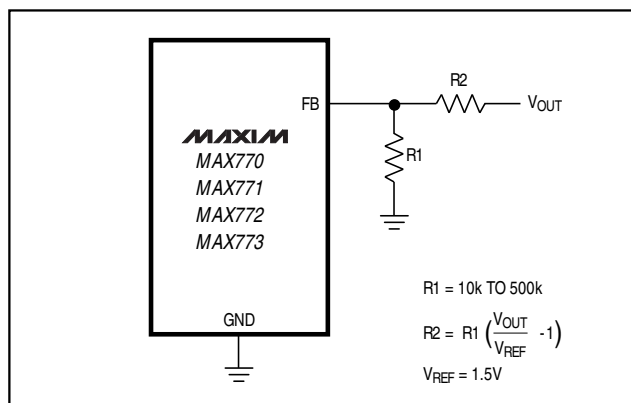 FB
R2
VOUT
R1
MAXIM
MAX770
MAX771
MAX772
MAX773
GND
R1 = 10k TO 500k
R2 = R1 (VOUT/VREF -1)
VREF = 1.5V